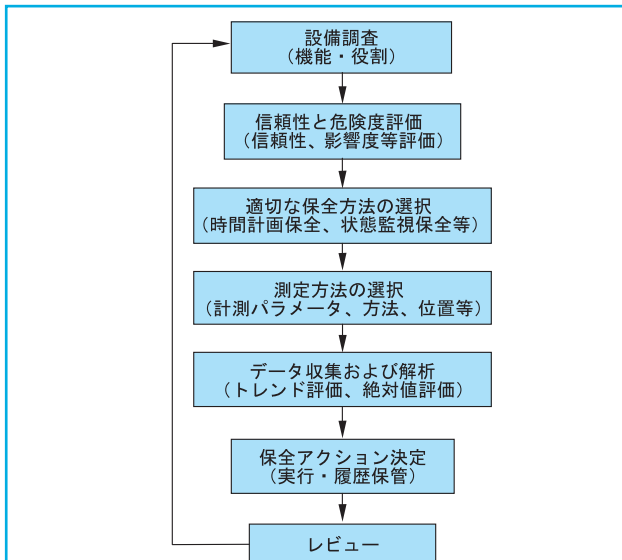 設備調査
（機能・役割）
信頼性と危険度評価
（信頼性、影響度等評価）
適切な保全方法の選択
（時間計画保全、状態監視保全等）
測定方法の選択
（計測パラメータ、方法、位置等）
データ収集および解析
（トレンド評価、絶対値評価）
保全アクション決定
（実行・履歴保管）
レビュー